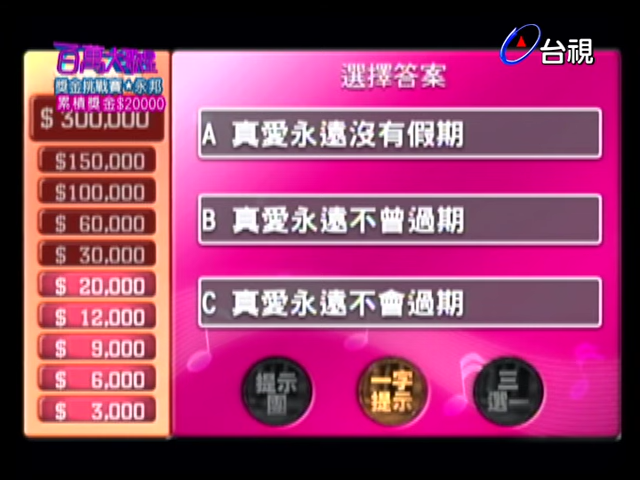 台視
百萬大歌星
獎金挑戰賽 永邦
累積獎金$20000
選擇答案
$ 300,000
$150,000
$100,000
$ 60,000
$ 30,000
$ 20,000
$ 12,000
$ 9,000
$ 6,000
$ 3,000
A 真愛永遠沒有假期
B 真愛永遠不曾過期
C 真愛永遠不會過期
提示
團
一字
提示
三
選一